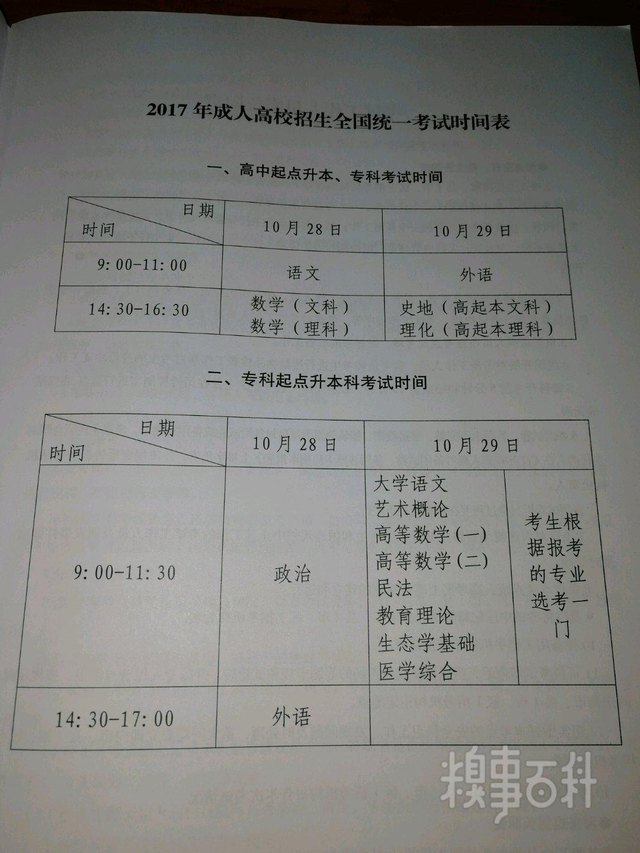 2017年成人高校招生全国统一考试时间表
一、高中起点升本、专科考试时间
日期
时间
10月28日
10月29日
9:00-11:00
语文
外语
14:30-16:30
数学（文科）
数学（理科）
史地（高起本文科）
理化（高起本理科）
二、专科起点升本科考试时间
日期
时间
10月28日
10月29日
9:00-11:30
政治
大学语文
艺术概论
高等数学(一)
高等数学(二)
民法
教育理论
生态学基础
医学综合
考生根
据报考
的专业
选考一
门
14:30-17:00
外语
糗事百科